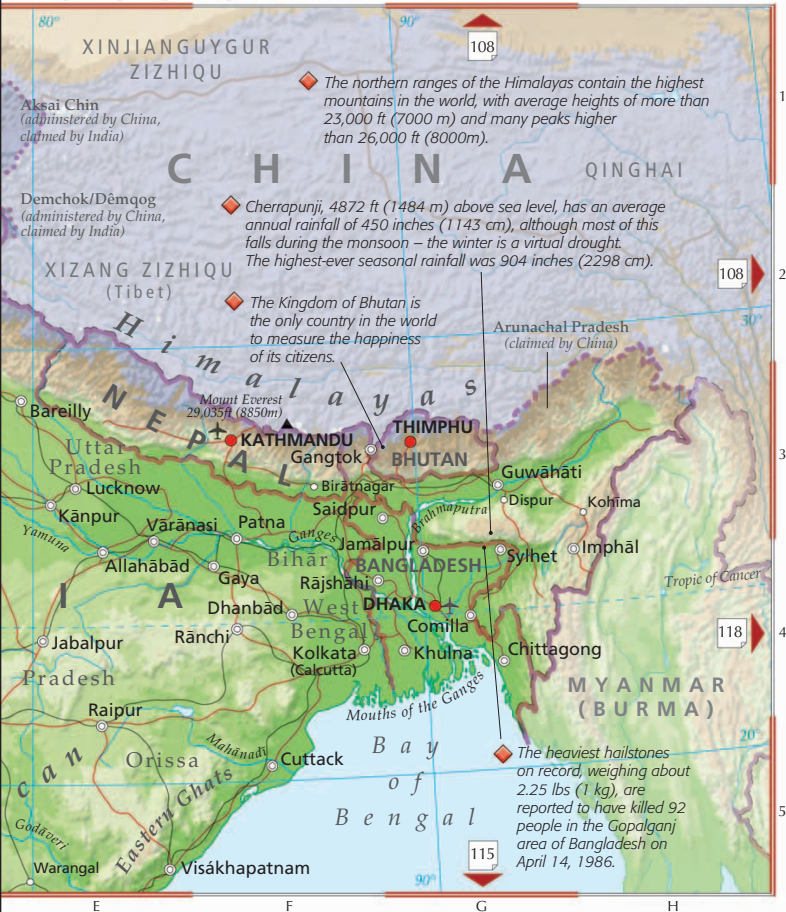 80°
90°
108
XINJIANGUYGUR
ZIZHIQU
The northern ranges of the Himalayas contain the highest
mountains in the world, with average heights of more than
23,000 ft (7000 m) and many peaks higher
than 26,000 ft (8000m).
1
Aksai Chin
(adminstered by China,
claimed by India)
CHINA
QINGHAI
Demchok/Dêmqog
(administered by China,
claimed by India)
Cherrapunji, 4872 ft (1484 m) above sea level, has an average
annual rainfall of 450 inches (1143 cm), although most of this
falls during the monsoon – the winter is a virtual drought.
The highest-ever seasonal rainfall was 904 inches (2298 cm).
XIZANG ZIZHIQU
(Tibet)
108
2
The Kingdom of Bhutan is
the only country in the world
to measure the happiness
of its citizens.
30°
Himalayas
Arunachal Pradesh
(claimed by China)
NEPAL
Mount Everest
29,035ft (8850m)
Bareilly
KATHMANDU
THIMPHU
Gangtok
BHUTAN
3
Uttar
Pradesh
Lucknow
Birātnagar
Guwāhāti
Dispur
Kohīma
Kānpur
Saidpur
Brahmaputra
Yamuna
Vārānasi
Patna
Ganges
Jamālpur
Allahābād
Bihār
BANGLADESH
Sylhet
Imphāl
Gaya
Rājshāhi
Tropic of Cancer
I A
Dhanbād
West
Bengal
DHAKA
Comilla
Jabalpur
Rānchi
Kolkata
(Calcutta)
Khulna
Chittagong
118
4
Pradesh
MYANMAR
(BURMA)
Raipur
Mouths of the Ganges
20°
can
Orissa
Mahānadi
Cuttack
Bay
of
Bengal
The heaviest hailstones
on record, weighing about
2.25 lbs (1 kg), are
reported to have killed 92
people in the Gopalganj
area of Bangladesh on
April 14, 1986.
5
Eastern Ghats
Godāveri
Warangal
Visákhapatnam
115
90°
E
F
G
H